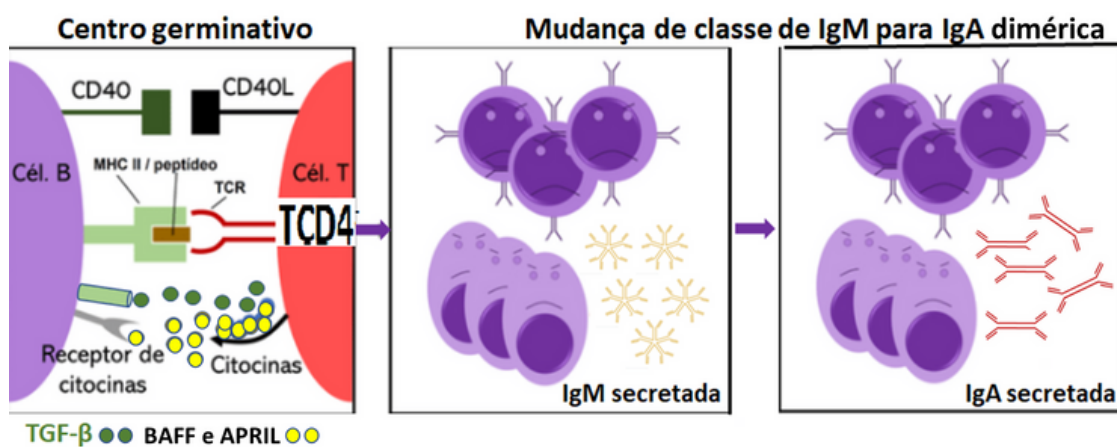 Centro germinativo
Mudança de classe de IgM para IgA dimérica
CD40
CD40L
Cél. B
MHC II / peptídeo
TCR
Cél. T
TCD4
Receptor de
citocinas
Citocinas
IgM secretada
IgA secretada
TGF-β
BAFF e APRIL